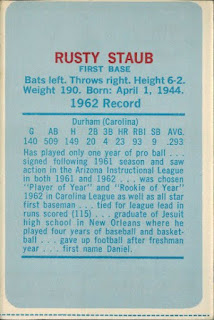 RUSTY STAUB
FIRST BASE
Bats left. Throws right. Height 6-2.
Weight 190. Born: April 1, 1944.
1962 Record
Durham (Carolina)
G AB H 2B 3B HR RBI SB AVG.
140 509 149 20 4 23 93 9 .293
Has played only one year of pro ball . . .
signed following 1961 season and saw
action in the Arizona Instructional League
in both 1961 and 1962 . . . was chosen
"Player of Year" and "Rookie of Year"
1962 in Carolina League as well as all star
first baseman . . . tied for league lead in
runs scored (115) . . . graduate of Jesuit
high school in New Orleans where he
played four years of baseball and basket-
ball . . . gave up football after freshman
year . . . first name Daniel.